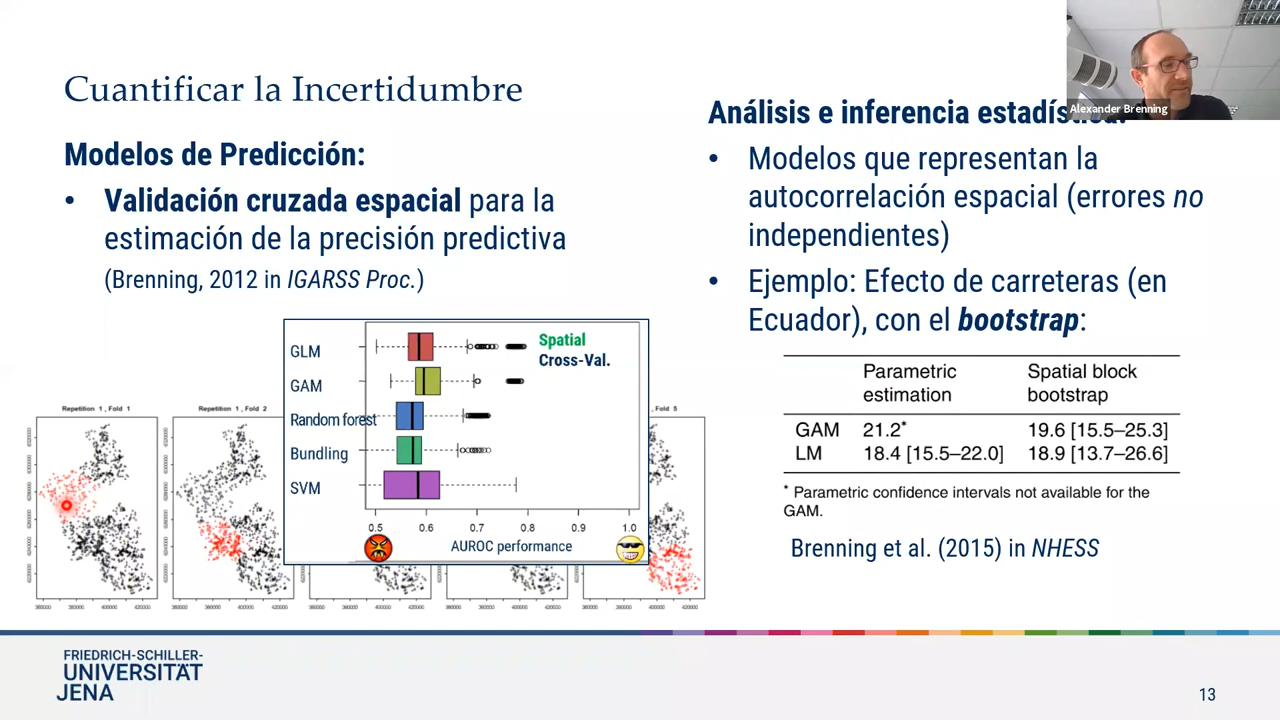 Cuantificar la Incertidumbre
Modelos de Predicción:
• Validación cruzada espacial para la
estimación de la precisión predictiva
(Brenning, 2012 in IGARSS Proc.)
Repetition 1 , Fold 1
Repetition 1 , Fold 2
, Fold 5
GLM
GAM
Random forest
Bundling
SVM
Spatial
Cross-Val.
0.5 0.6 0.7 0.8 0.9 1.0
AUROC performance
Alexander Brenning
Análisis e inferencia estadística:
• Modelos que representan la
autocorrelación espacial (errores no
independientes)
• Ejemplo: Efecto de carreteras (en
Ecuador), con el bootstrap:
Parametric estimation
Spatial block bootstrap
GAM 21.2* 19.6 [15.5–25.3]
LM 18.4 [15.5–22.0] 18.9 [13.7–26.6]
* Parametric confidence intervals not available for the
GAM.
Brenning et al. (2015) in NHESS
FRIEDRICH-SCHILLER-
UNIVERSITÄT
JENA
13